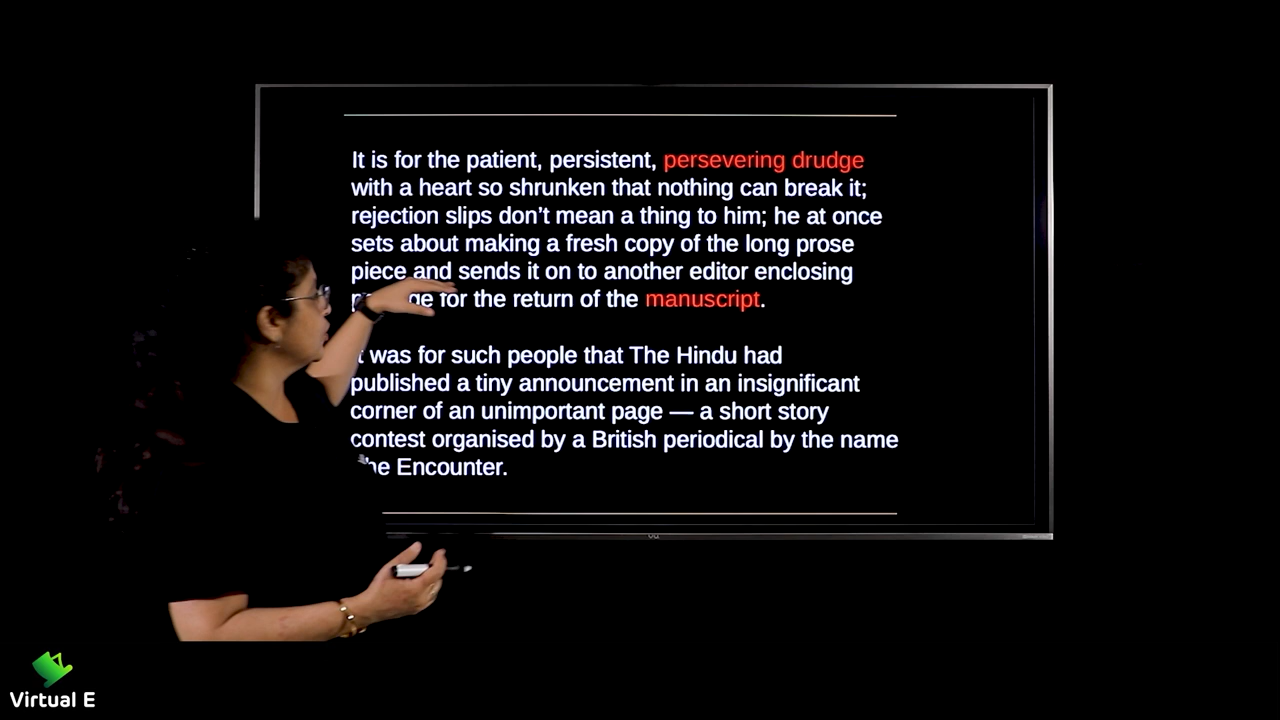 It is for the patient, persistent, persevering drudge
with a heart so shrunken that nothing can break it;
rejection slips don't mean a thing to him; he at once
sets about making a fresh copy of the long prose
piece and sends it on to another editor enclosing
for the return of the manuscript.
was for such people that The Hindu had
published a tiny announcement in an insignificant
corner of an unimportant page — a short story
contest organised by a British periodical by the name
Encounter.
Virtual E